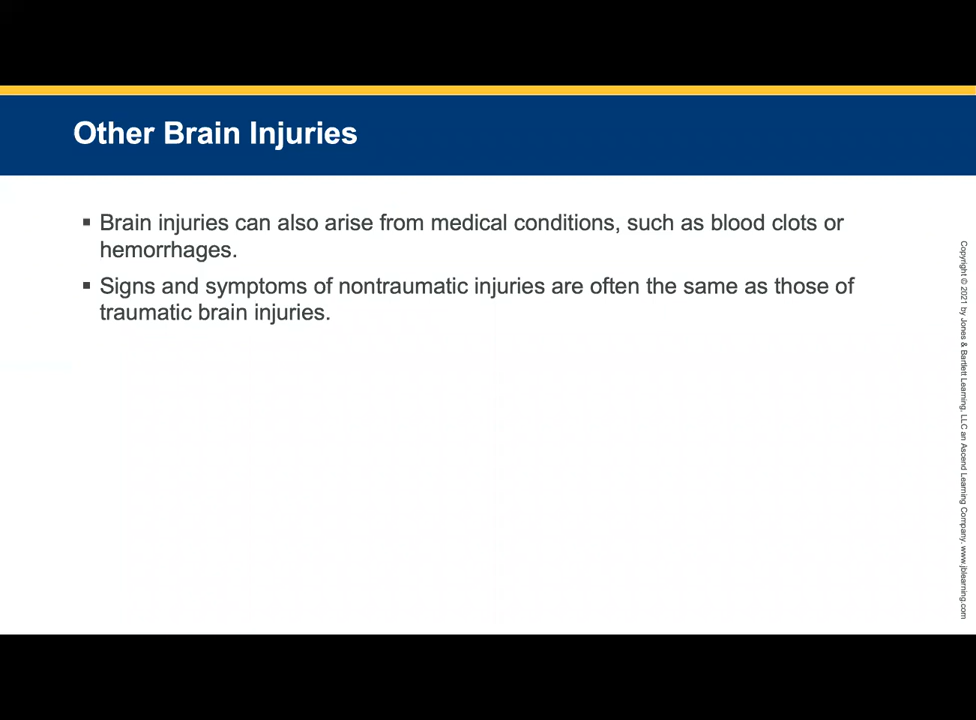 Other Brain Injuries
▪ Brain injuries can also arise from medical conditions, such as blood clots or
hemorrhages.
▪ Signs and symptoms of nontraumatic injuries are often the same as those of
traumatic brain injuries.
Copyright © 2021 by Jones & Bartlett Learning, LLC an Ascend Learning Company. www.jblearning.com